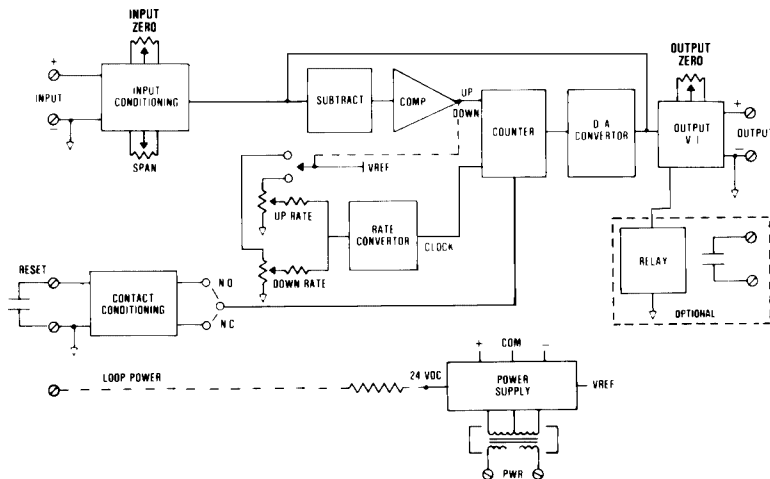 INPUT
ZERO
+
INPUT
−
INPUT
CONDITIONING
SPAN
SUBTRACT
COMP
UP
DOWN
COUNTER
D A
CONVERTOR
OUTPUT
ZERO
OUTPUT
V I
+
OUTPUT
−
VREF
UP RATE
DOWN RATE
RATE
CONVERTOR
CLOCK
RELAY
OPTIONAL
RESET
CONTACT
CONDITIONING
NO
NC
LOOP POWER
24 VDC
+ COM −
POWER
SUPPLY
VREF
PWR